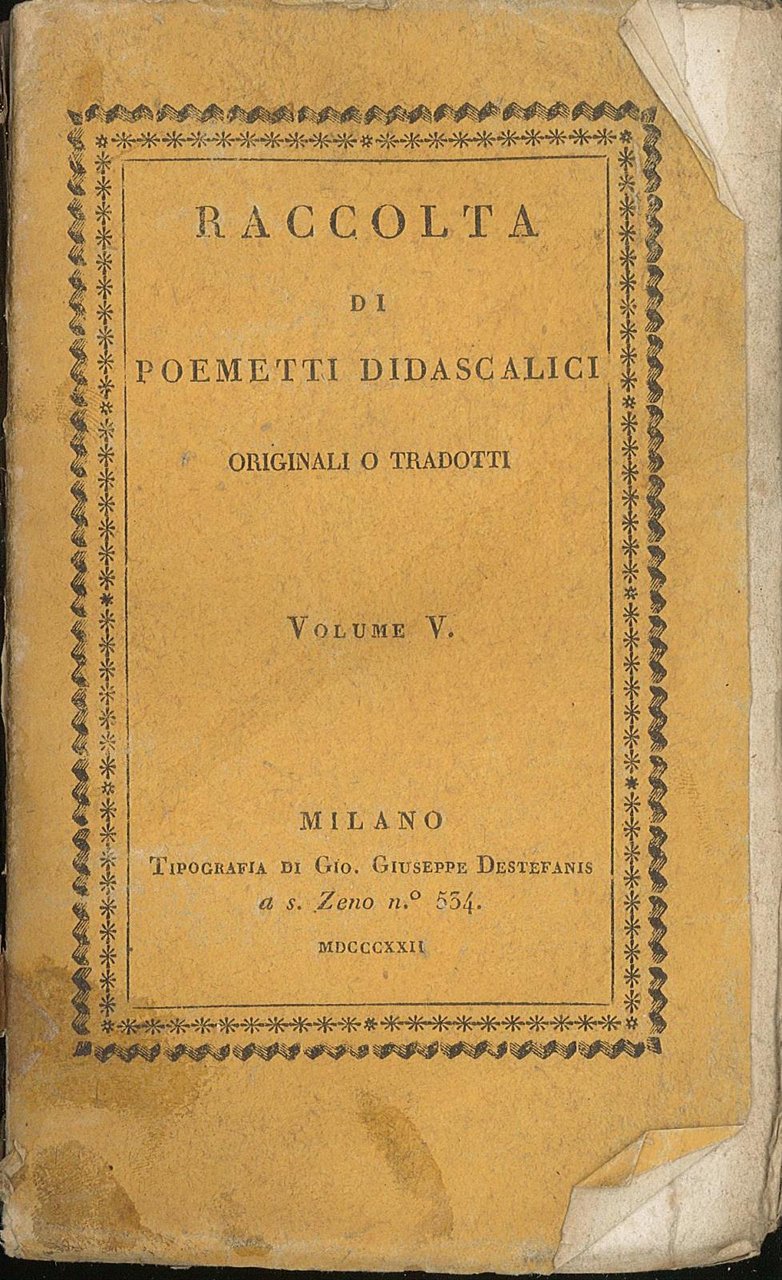 RACCOLTA
DI
POEMETTI DIDASCALICI
ORIGINALI O TRADOTTI
VOLUME V.
MILANO
TIPOGRAFIA DI GIO. GIUSEPPE DESTEFANIS
a s. Zeno n.º 534.
MDCCCXXII